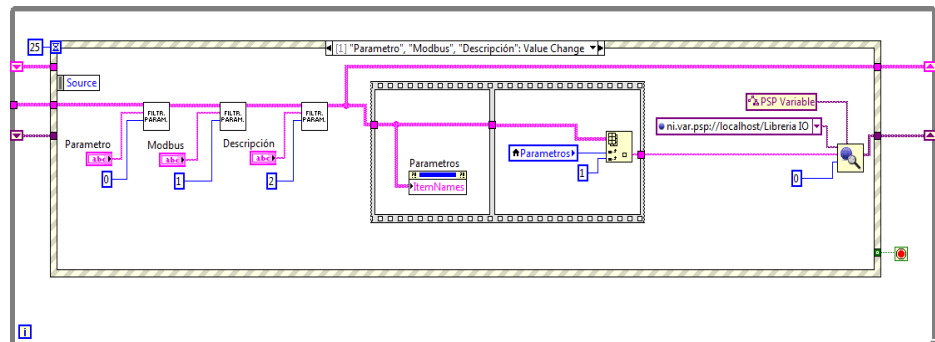 25
[1] "Parametro", "Modbus", "Descripción": Value Change
Source
FILTR. PARAM.
FILTR. PARAM.
FILTR. PARAM.
Parametro
Modbus
Descripción
abc
abc
abc
0
1
2
Parametros
ItemNames
Parametros
1
PSP Variable
ni.var.psp://localhost/Libreria IO
0
i